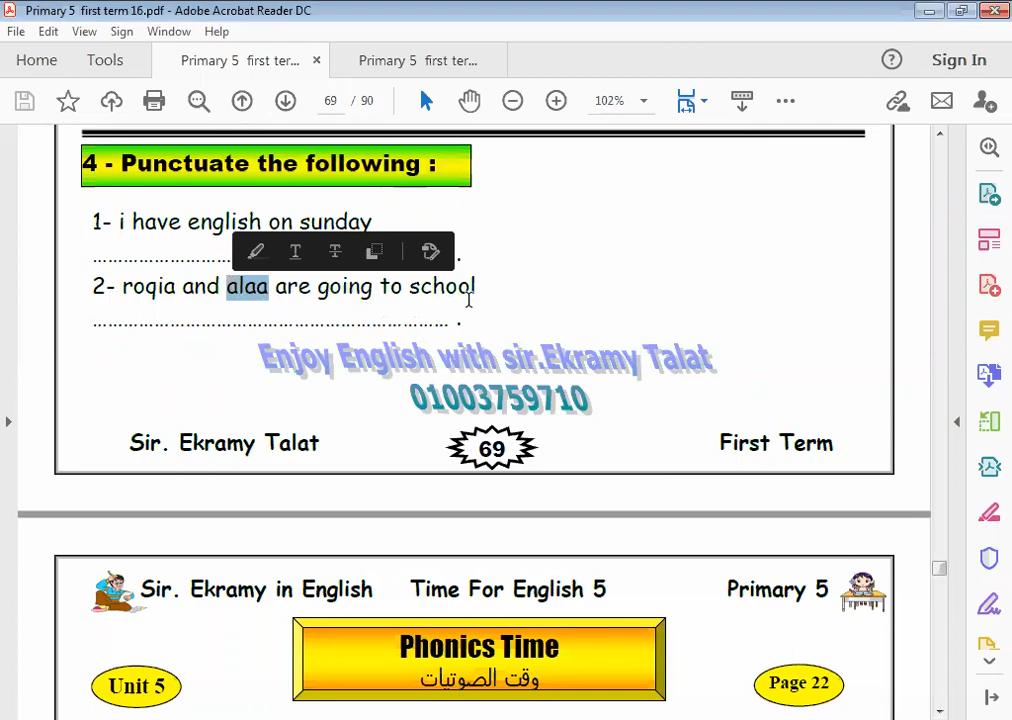 Primary 5 first term 16.pdf - Adobe Acrobat Reader DC
File Edit View Sign Window Help
Home Tools Primary 5 first ter... × Primary 5 first ter... Sign In
69 / 90 102%
4 - Punctuate the following :
1- i have english on sunday
............................ .
2- roqia and alaa are going to school
................................................................ .
Enjoy English with sir.Ekramy Talat
01003759710
Sir. Ekramy Talat 69 First Term
Sir. Ekramy in English Time For English 5 Primary 5
Phonics Time
وقت الصوتيات
Unit 5 Page 22